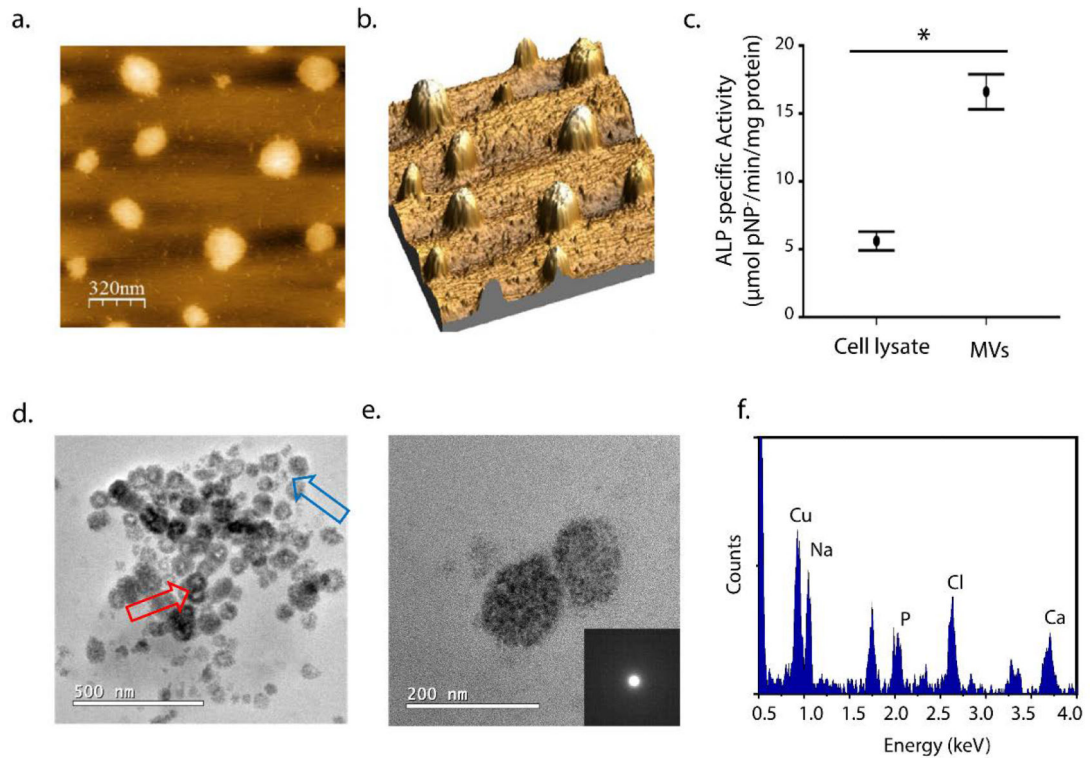 a.
b.
c.
320nm
*
ALP specific Activity
(µmol pNP⁻/min/mg protein)
20
15
10
5
0
Cell lysate
MVs
d.
e.
f.
500 nm
200 nm
Counts
Cu
Na
P
Cl
Ca
0.5 1.0 1.5 2.0 2.5 3.0 3.5 4.0
Energy (keV)